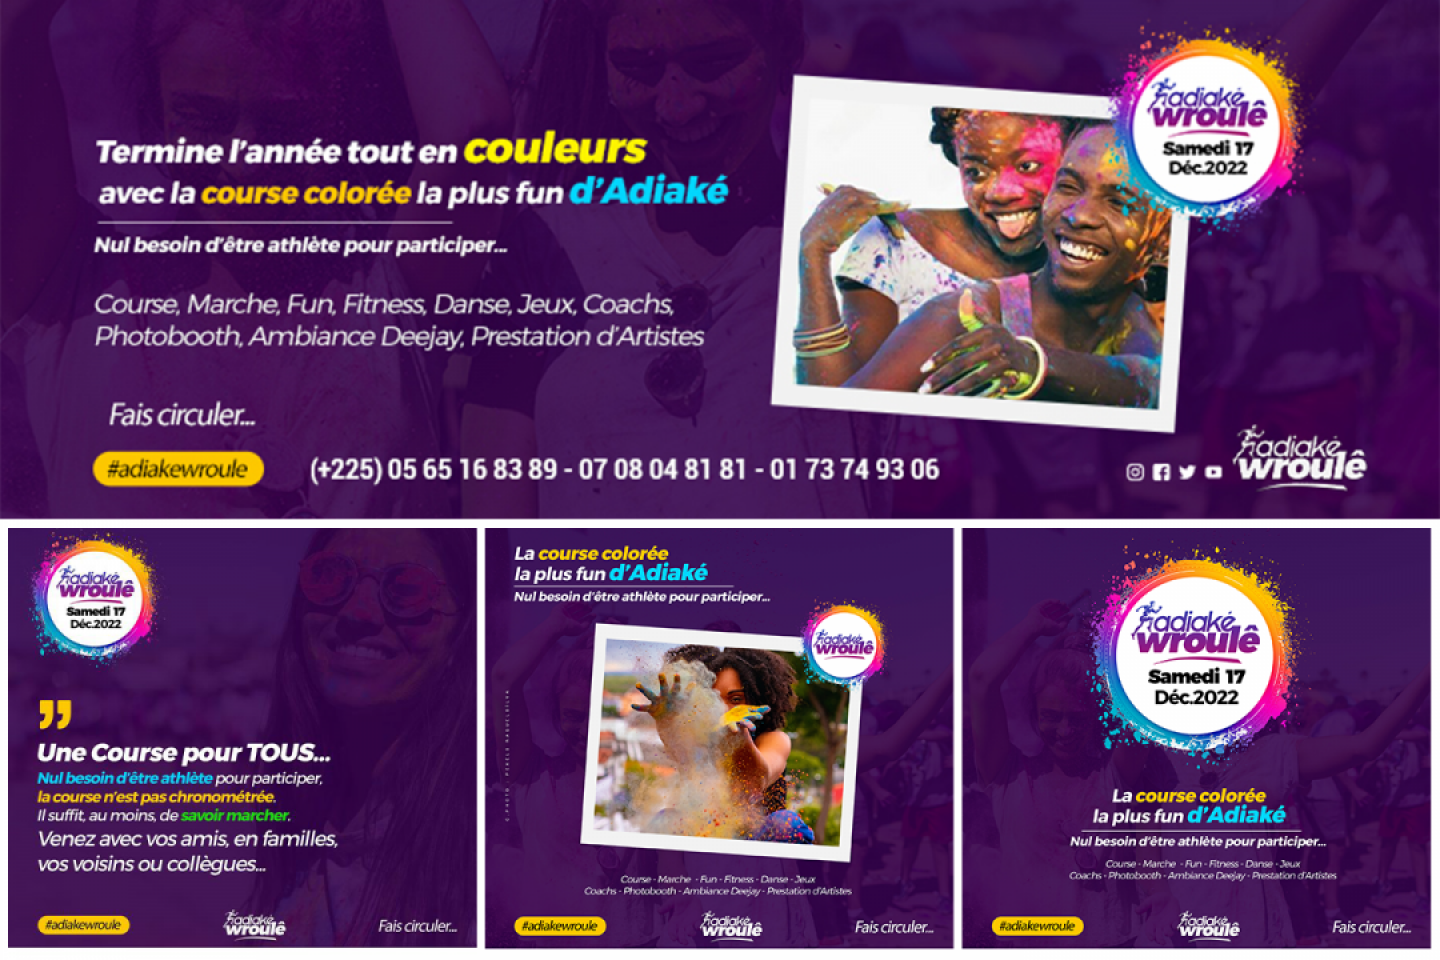 Termine l'année tout en couleurs
avec la course colorée la plus fun d'Adiaké
Nul besoin d'être athlète pour participer...
Course, Marche, Fun, Fitness, Danse, Jeux, Coachs,
Photobooth, Ambiance Deejay, Prestation d'Artistes
Fais circuler...
#adiakewroule
(+225) 05 65 16 83 89 - 07 08 04 81 81 - 01 73 74 93 06
adiaké
wroulê
Samedi 17
Déc.2022
adiaké
wroulê
adiaké
wroulê
Samedi 17
Déc.2022
Une Course pour TOUS...
Nul besoin d'être athlète pour participer,
la course n'est pas chronométrée.
Il suffit, au moins, de savoir marcher.
Venez avec vos amis, en familles,
vos voisins ou collègues...
#adiakewroule
adiaké
wroulê
Fais circuler...
La course colorée
la plus fun d'Adiaké
Nul besoin d'être athlète pour participer...
adiaké
wroulê
Course - Marche - Fun - Fitness - Danse - Jeux
Coachs - Photobooth - Ambiance Deejay - Prestation d'Artistes
#adiakewroule
adiaké
wroulê
Fais circuler...
adiaké
wroulê
Samedi 17
Déc.2022
La course colorée
la plus fun d'Adiaké
Nul besoin d'être athlète pour participer...
Course - Marche - Fun - Fitness - Danse - Jeux
Coachs - Photobooth - Ambiance Deejay - Prestation d'Artistes
#adiakewroule
adiaké
wroulê
Fais circuler...